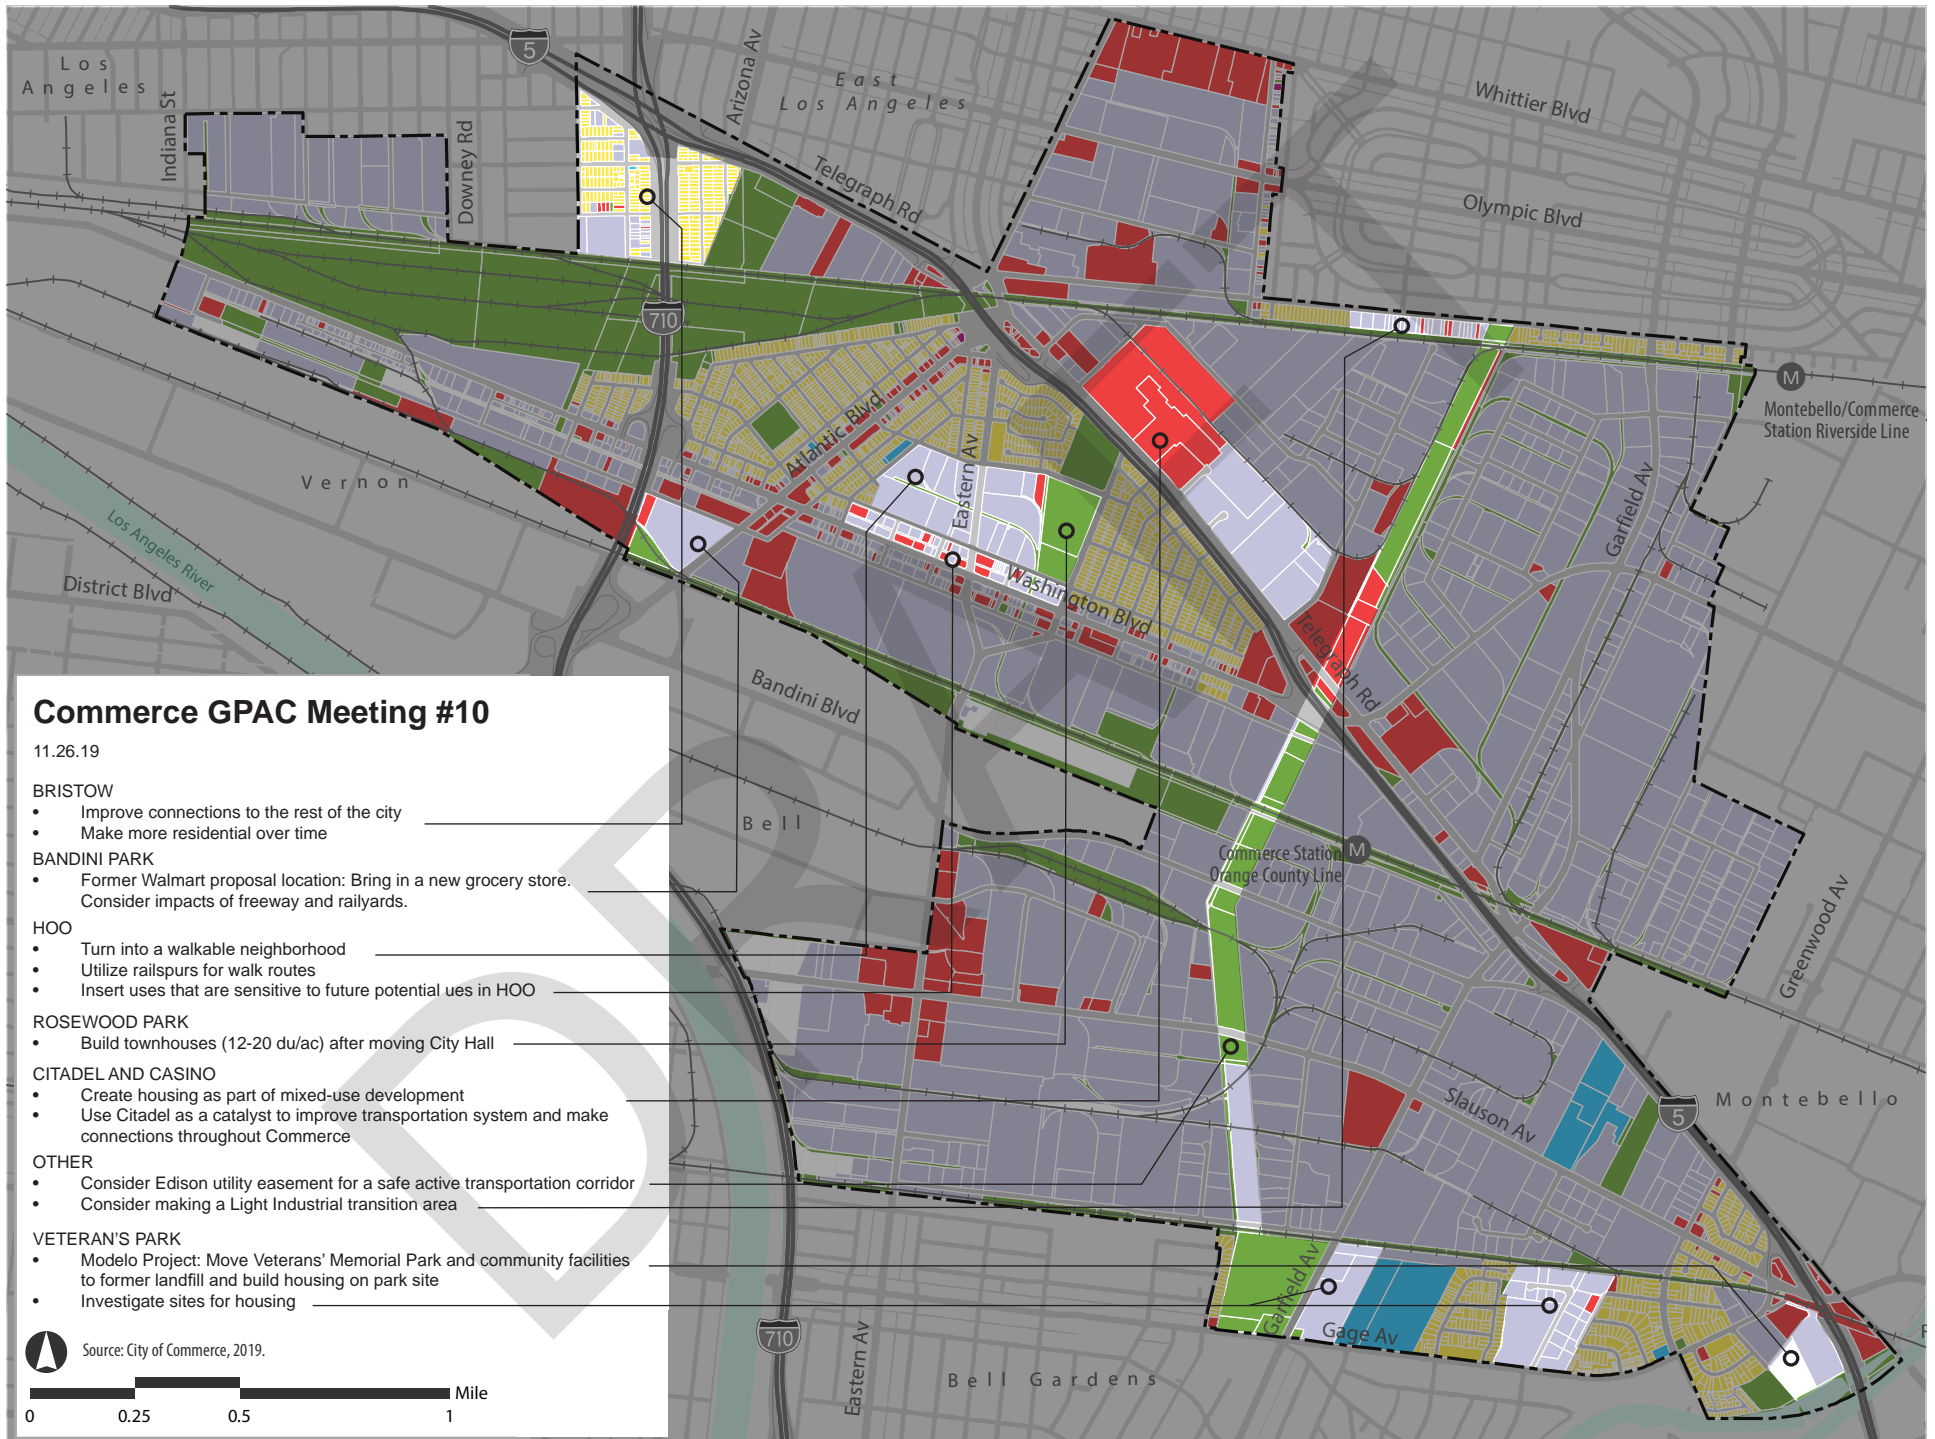 Los
Angeles
Indiana St
Downey Rd
5
Arizona Av
East
Los Angeles
Telegraph Rd
Whittier Blvd
Olympic Blvd
710
M
Montebello/Commerce
Station Riverside Line
Atlantic Blvd
Eastern Av
Garfield Av
Vernon
Los Angeles River
District Blvd
Washington Blvd
Telegraph Rd
Bandini Blvd
Bell
Commerce Station
Orange County Line
M
Greenwood Av
Montebello
5
Slauson Av
Garfield Av
Gage Av
710
Eastern Av
Bell Gardens
DRAFT
Commerce GPAC Meeting #10
11.26.19
BRISTOW
• Improve connections to the rest of the city
• Make more residential over time
BANDINI PARK
• Former Walmart proposal location: Bring in a new grocery store.
Consider impacts of freeway and railyards.
HOO
• Turn into a walkable neighborhood
• Utilize railspurs for walk routes
• Insert uses that are sensitive to future potential ues in HOO
ROSEWOOD PARK
• Build townhouses (12-20 du/ac) after moving City Hall
CITADEL AND CASINO
• Create housing as part of mixed-use development
• Use Citadel as a catalyst to improve transportation system and make
connections throughout Commerce
OTHER
• Consider Edison utility easement for a safe active transportation corridor
• Consider making a Light Industrial transition area
VETERAN'S PARK
• Modelo Project: Move Veterans' Memorial Park and community facilities
to former landfill and build housing on park site
• Investigate sites for housing
Source: City of Commerce, 2019.
Mile
0 0.25 0.5 1